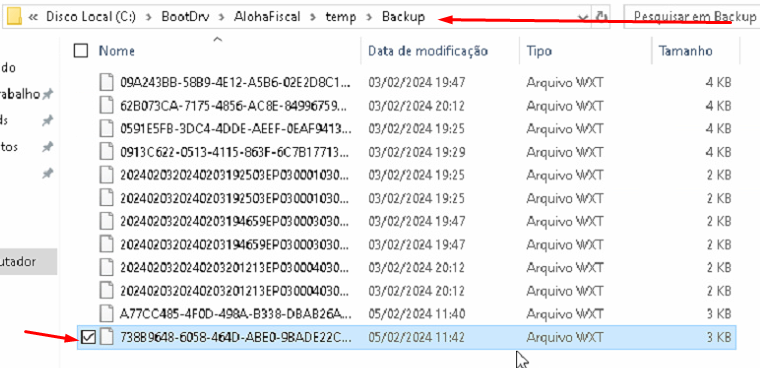 « Disco Local (C:) > BootDrv > AlohaFiscal > temp > Backup Pesquisar em Backup
Nome Data de modificação Tipo Tamanho
do 09A243BB-58B9-4E12-A5B6-02E2D8C1... 03/02/2024 19:47 Arquivo WXT 4 KB
rabalho 62B073CA-7175-4856-AC8E-84996759... 03/02/2024 20:12 Arquivo WXT 4 KB
ds 0591E5FB-3DC4-4DDE-AEEF-0EAF9413... 03/02/2024 19:25 Arquivo WXT 4 KB
tos 0913C622-0513-4115-863F-6C7B17713... 03/02/2024 19:29 Arquivo WXT 4 KB
2024020320240203192503EP030001030... 03/02/2024 19:25 Arquivo WXT 2 KB
2024020320240203192503EP030001030... 03/02/2024 19:25 Arquivo WXT 2 KB
2024020320240203194659EP030003030... 03/02/2024 19:47 Arquivo WXT 2 KB
2024020320240203194659EP030003030... 03/02/2024 19:47 Arquivo WXT 2 KB
utador 2024020320240203201213EP030004030... 03/02/2024 20:12 Arquivo WXT 2 KB
2024020320240203201213EP030004030... 03/02/2024 20:12 Arquivo WXT 2 KB
A77CC485-4F0D-498A-B338-DBAB26A... 05/02/2024 11:40 Arquivo WXT 3 KB
738B9648-6058-464D-ABE0-9BADE22C... 05/02/2024 11:42 Arquivo WXT 3 KB